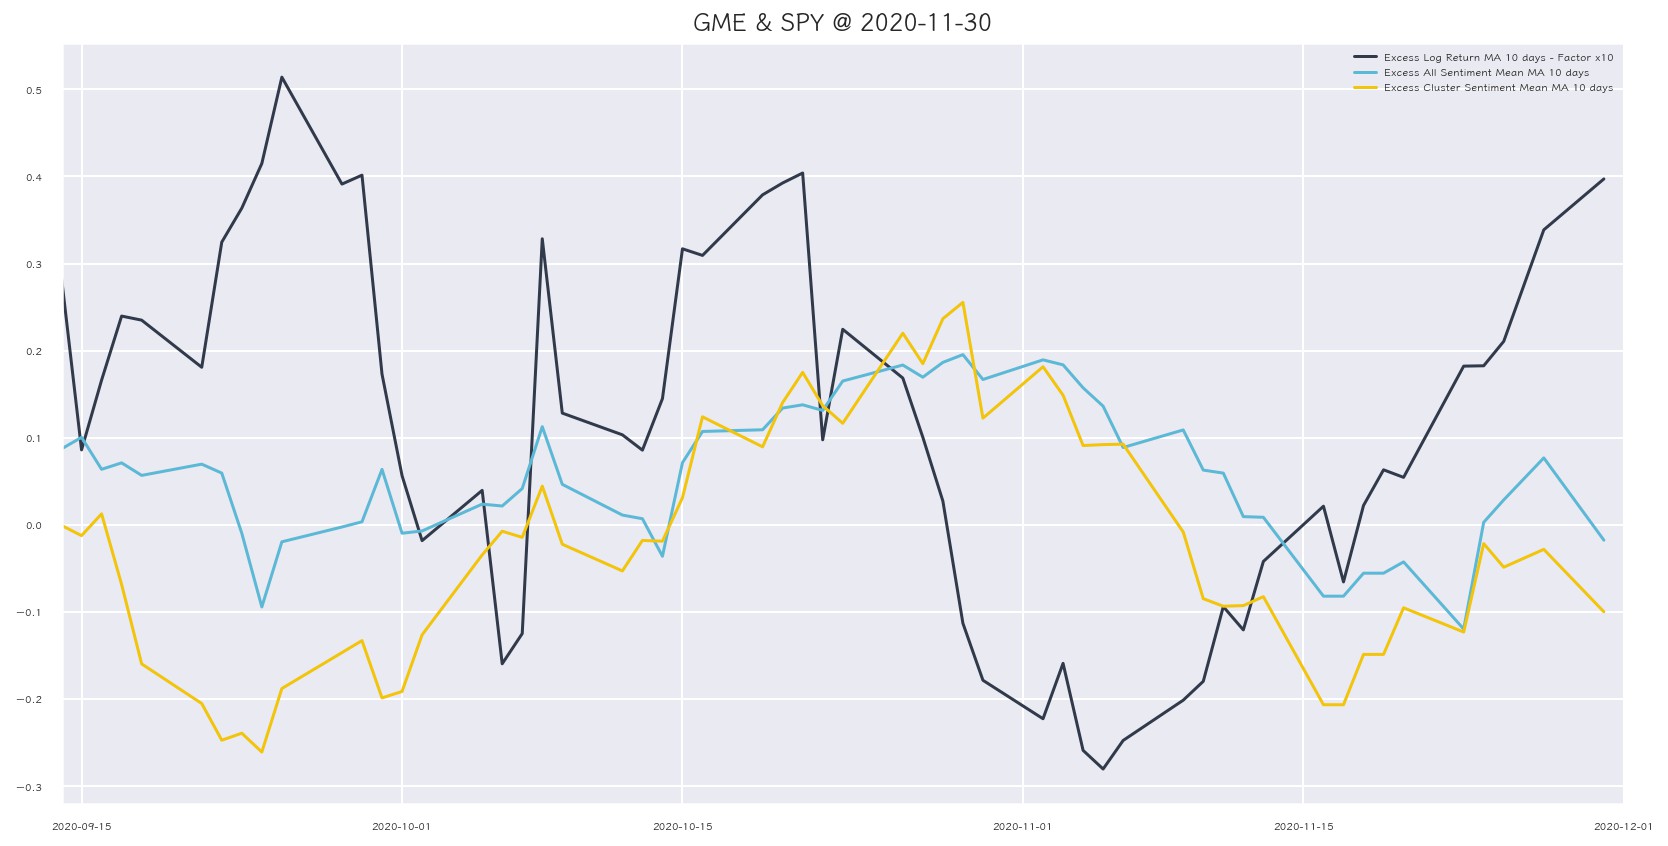 GME & SPY @ 2020-11-30
Excess Log Return MA 10 days - Factor x10
Excess All Sentiment Mean MA 10 days
Excess Cluster Sentiment Mean MA 10 days
0.5
0.4
0.3
0.2
0.1
0.0
−0.1
−0.2
−0.3
2020-09-15 2020-10-01 2020-10-15 2020-11-01 2020-11-15 2020-12-01